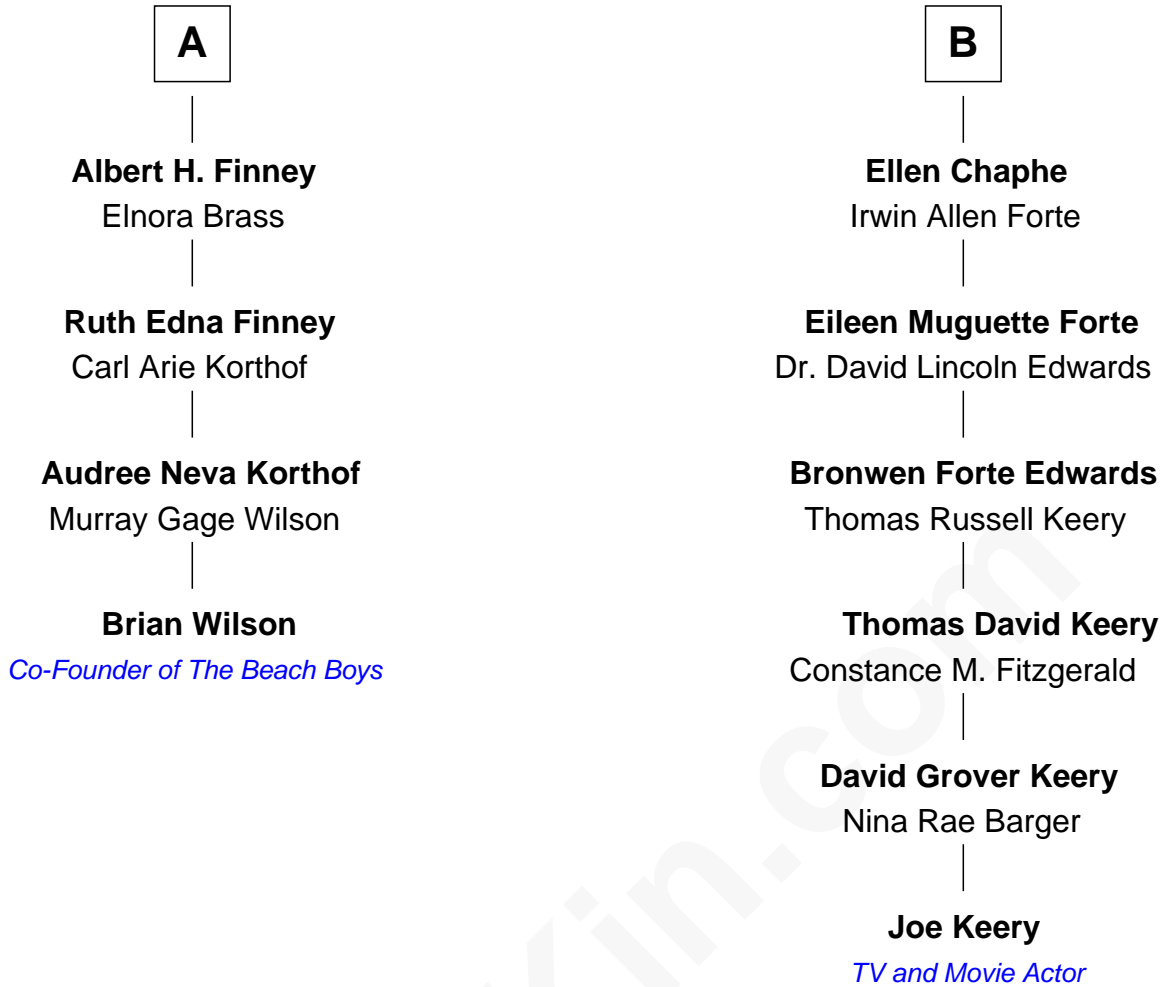 A
Albert H. Finney
Elnora Brass
Ruth Edna Finney
Carl Arie Korthof
Audree Neva Korthof
Murray Gage Wilson
Brian Wilson
Co-Founder of The Beach Boys
B
Ellen Chaphe
Irwin Allen Forte
Eileen Muguette Forte
Dr. David Lincoln Edwards
Bronwen Forte Edwards
Thomas Russell Keery
Thomas David Keery
Constance M. Fitzgerald
David Grover Keery
Nina Rae Barger
Joe Keery
TV and Movie Actor
Kin.com